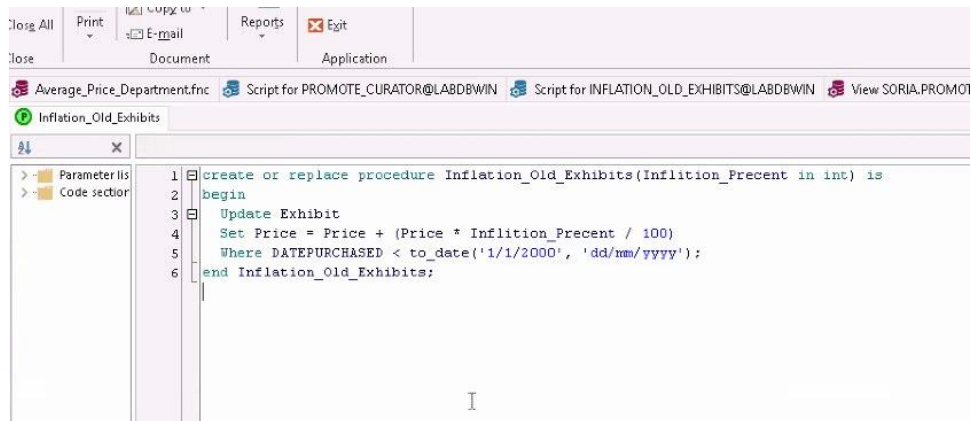 Close All
Print
Copy to
E-mail
Reports
Exit
Close
Document
Application
Average_Price_Department.fnc
Script for PROMOTE_CURATOR@LABDBWIN
Script for INFLATION_OLD_EXHIBITS@LABDBWIN
View SORIA.PROMOT
Inflation_Old_Exhibits
Parameter lis
Code section
1 create or replace procedure Inflation_Old_Exhibits(Inflition_Precent in int) is
2 begin
3 Update Exhibit
4 Set Price = Price + (Price * Inflition_Precent / 100)
5 Where DATEPURCHASED < to_date('1/1/2000', 'dd/mm/yyyy');
6 end Inflation_Old_Exhibits;